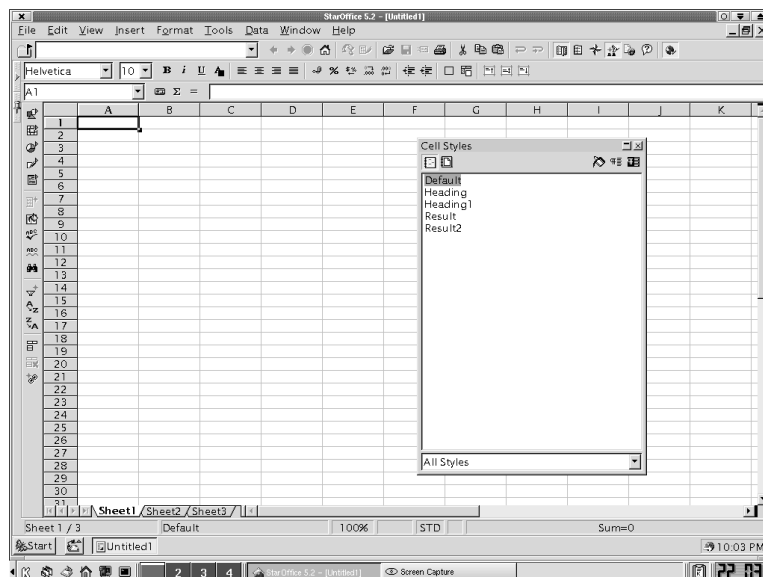 StarOffice 5.2 - [Untitled1]
File Edit View Insert Format Tools Data Window Help
Helvetica 10 B i U A %
A1 Σ =
A B C D E F G H I J K
1
2
3
4
5
6
7
8
9
10
11
12
13
14
15
16
17
18
19
20
21
22
23
24
25
26
27
28
29
30
31
Cell Styles
Default
Heading
Heading1
Result
Result2
All Styles
Sheet1 Sheet2 Sheet3
Sheet 1 / 3 Default 100% STD Sum=0
Start Untitled1 10:03 PM
2 3 4 StarOffice 5.2 - [Untitled1] Screen Capture 22 03